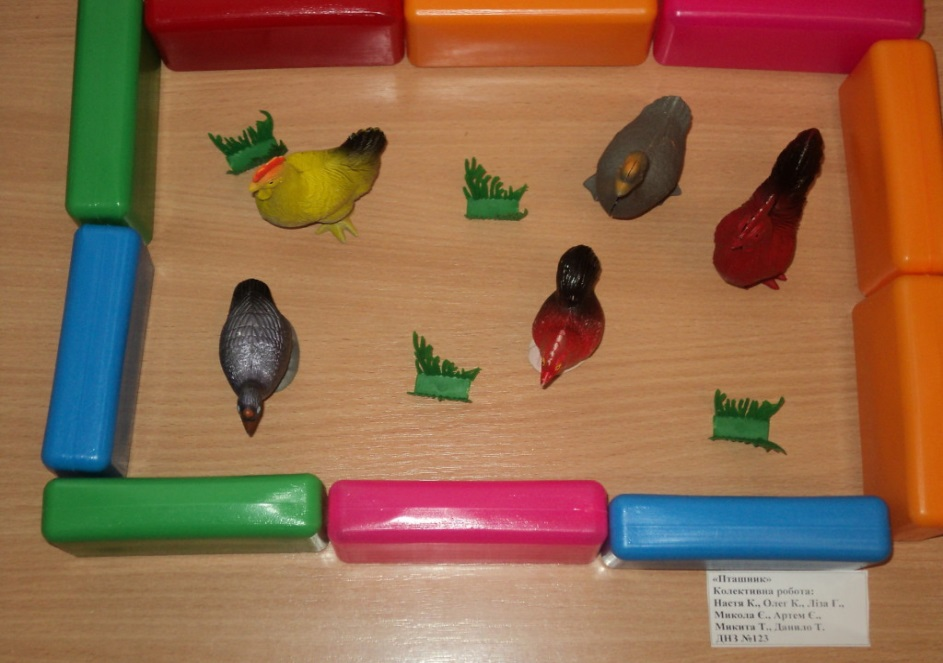 «Пташник»
Колективна робота:
Настя К., Олег К., Ліза Г.,
Микола Є., Артем Є.,
Микита Т., Данило Т.
ДНЗ №123